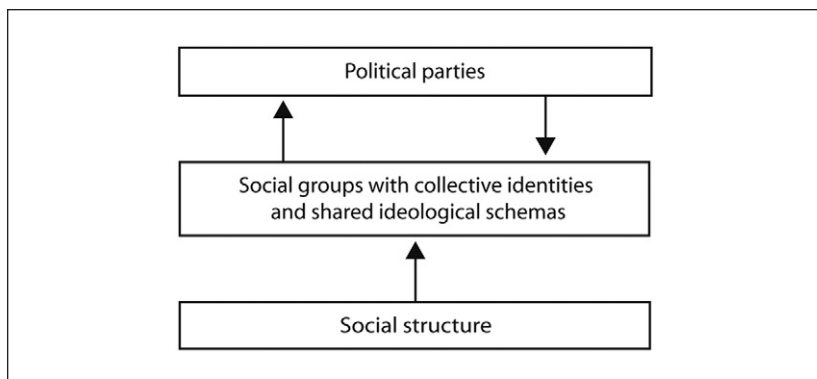 Political parties
Social groups with collective identities
and shared ideological schemas
Social structure